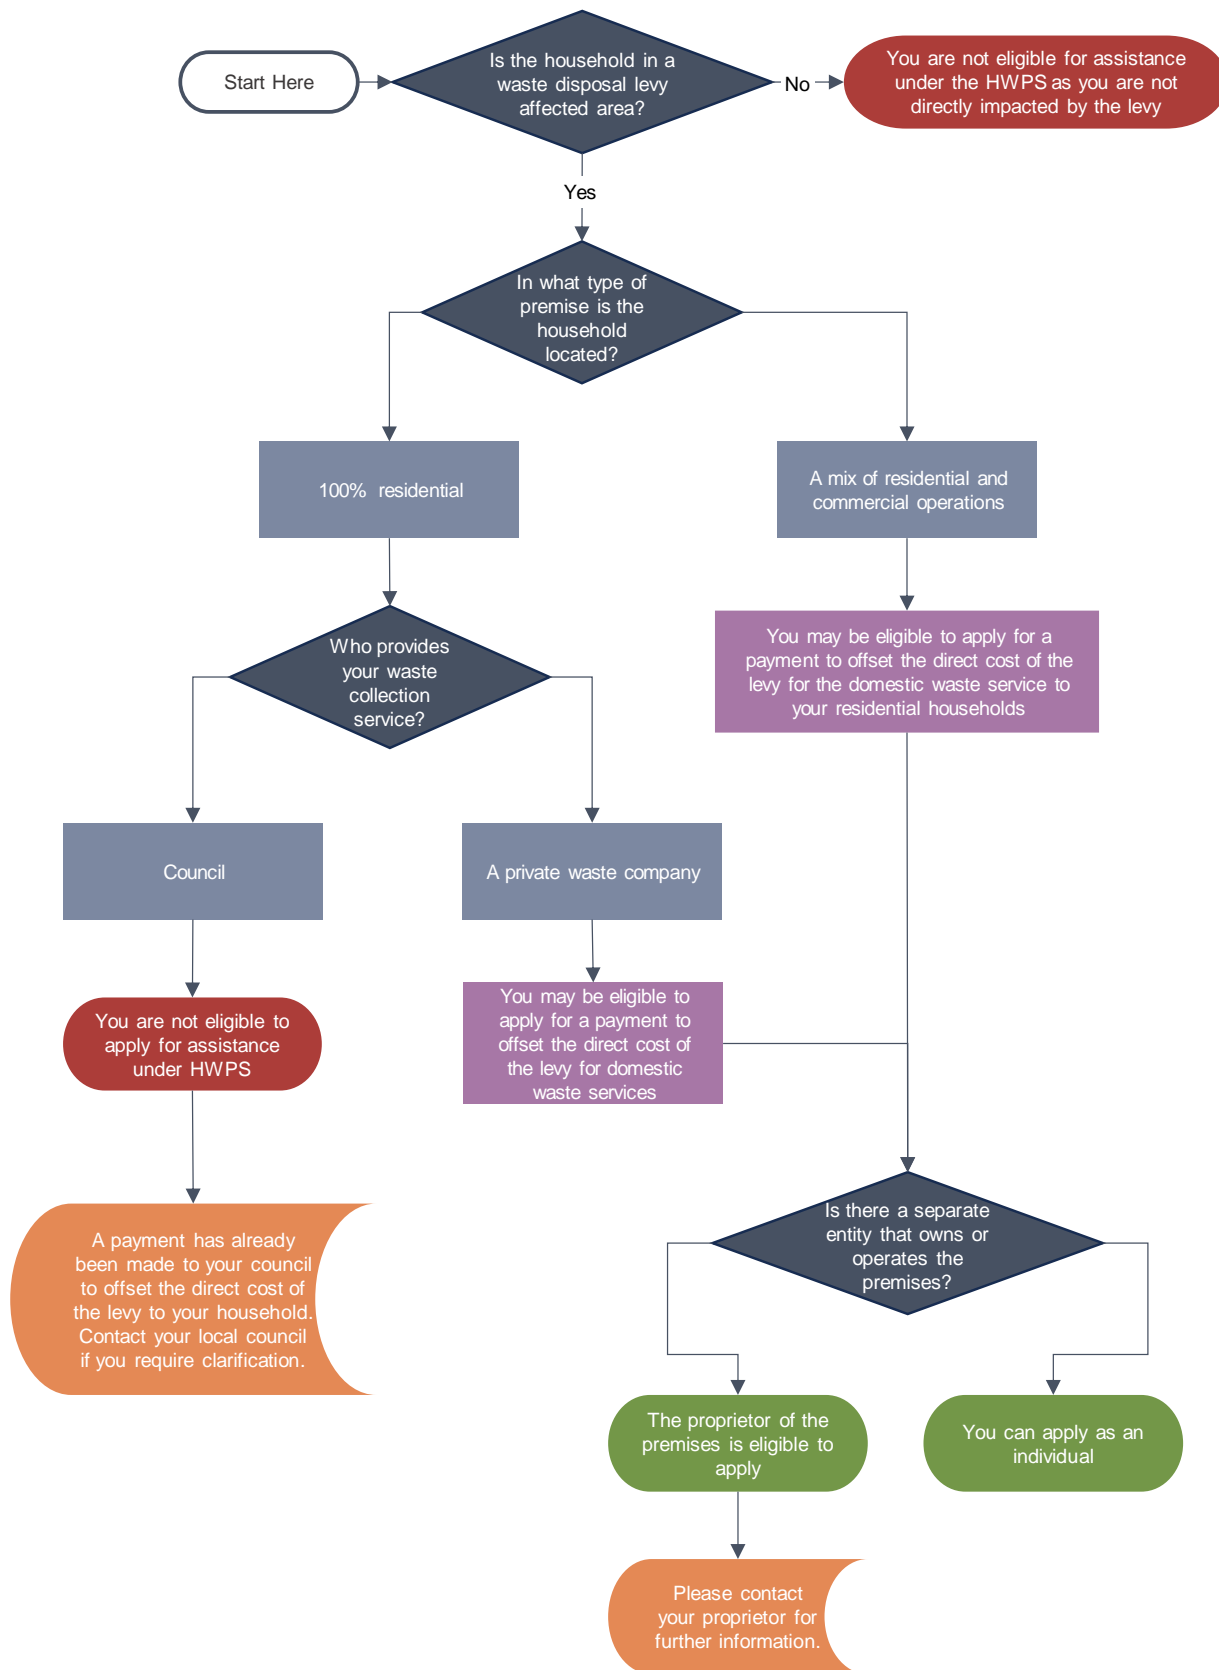 Start Here
Is the household in a
waste disposal levy
affected area?
No
You are not eligible for assistance
under the HWPS as you are not
directly impacted by the levy
Yes
In what type of
premise is the
household
located?
100% residential
A mix of residential and
commercial operations
Who provides
your waste
collection
service?
You may be eligible to apply for a
payment to offset the direct cost of the
levy for the domestic waste service to
your residential households
Council
A private waste company
You are not eligible to
apply for assistance
under HWPS
You may be eligible to
apply for a payment to
offset the direct cost of
the levy for domestic
waste services
A payment has already
been made to your council
to offset the direct cost of
the levy to your household.
Contact your local council
if you require clarification.
Is there a separate
entity that owns or
operates the
premises?
The proprietor of the
premises is eligible to
apply
You can apply as an
individual
Please contact
your proprietor for
further information.